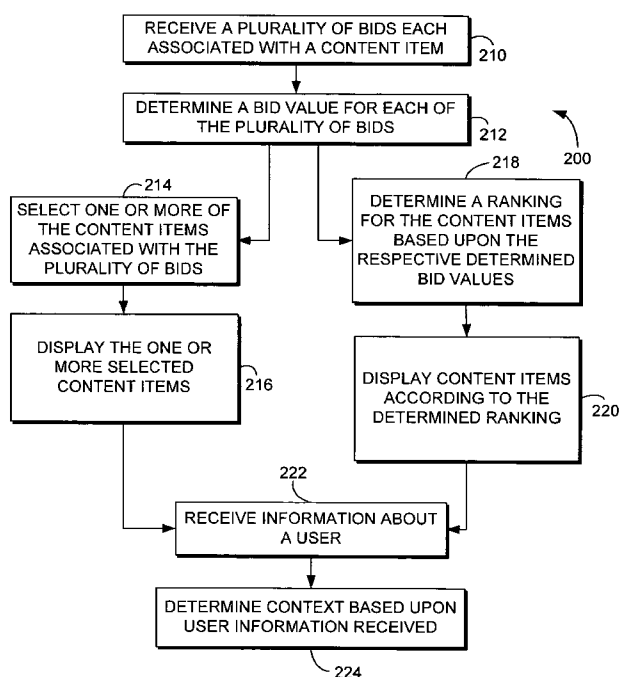 RECEIVE A PLURALITY OF BIDS EACH
ASSOCIATED WITH A CONTENT ITEM
210
DETERMINE A BID VALUE FOR EACH OF
THE PLURALITY OF BIDS
212
200
214
SELECT ONE OR MORE OF
THE CONTENT ITEMS
ASSOCIATED WITH THE
PLURALITY OF BIDS
218
DETERMINE A RANKING
FOR THE CONTENT ITEMS
BASED UPON THE
RESPECTIVE DETERMINED
BID VALUES
DISPLAY THE ONE OR
MORE SELECTED
CONTENT ITEMS
216
DISPLAY CONTENT ITEMS
ACCORDING TO THE
DETERMINED RANKING
220
222
RECEIVE INFORMATION ABOUT
A USER
DETERMINE CONTEXT BASED UPON
USER INFORMATION RECEIVED
224